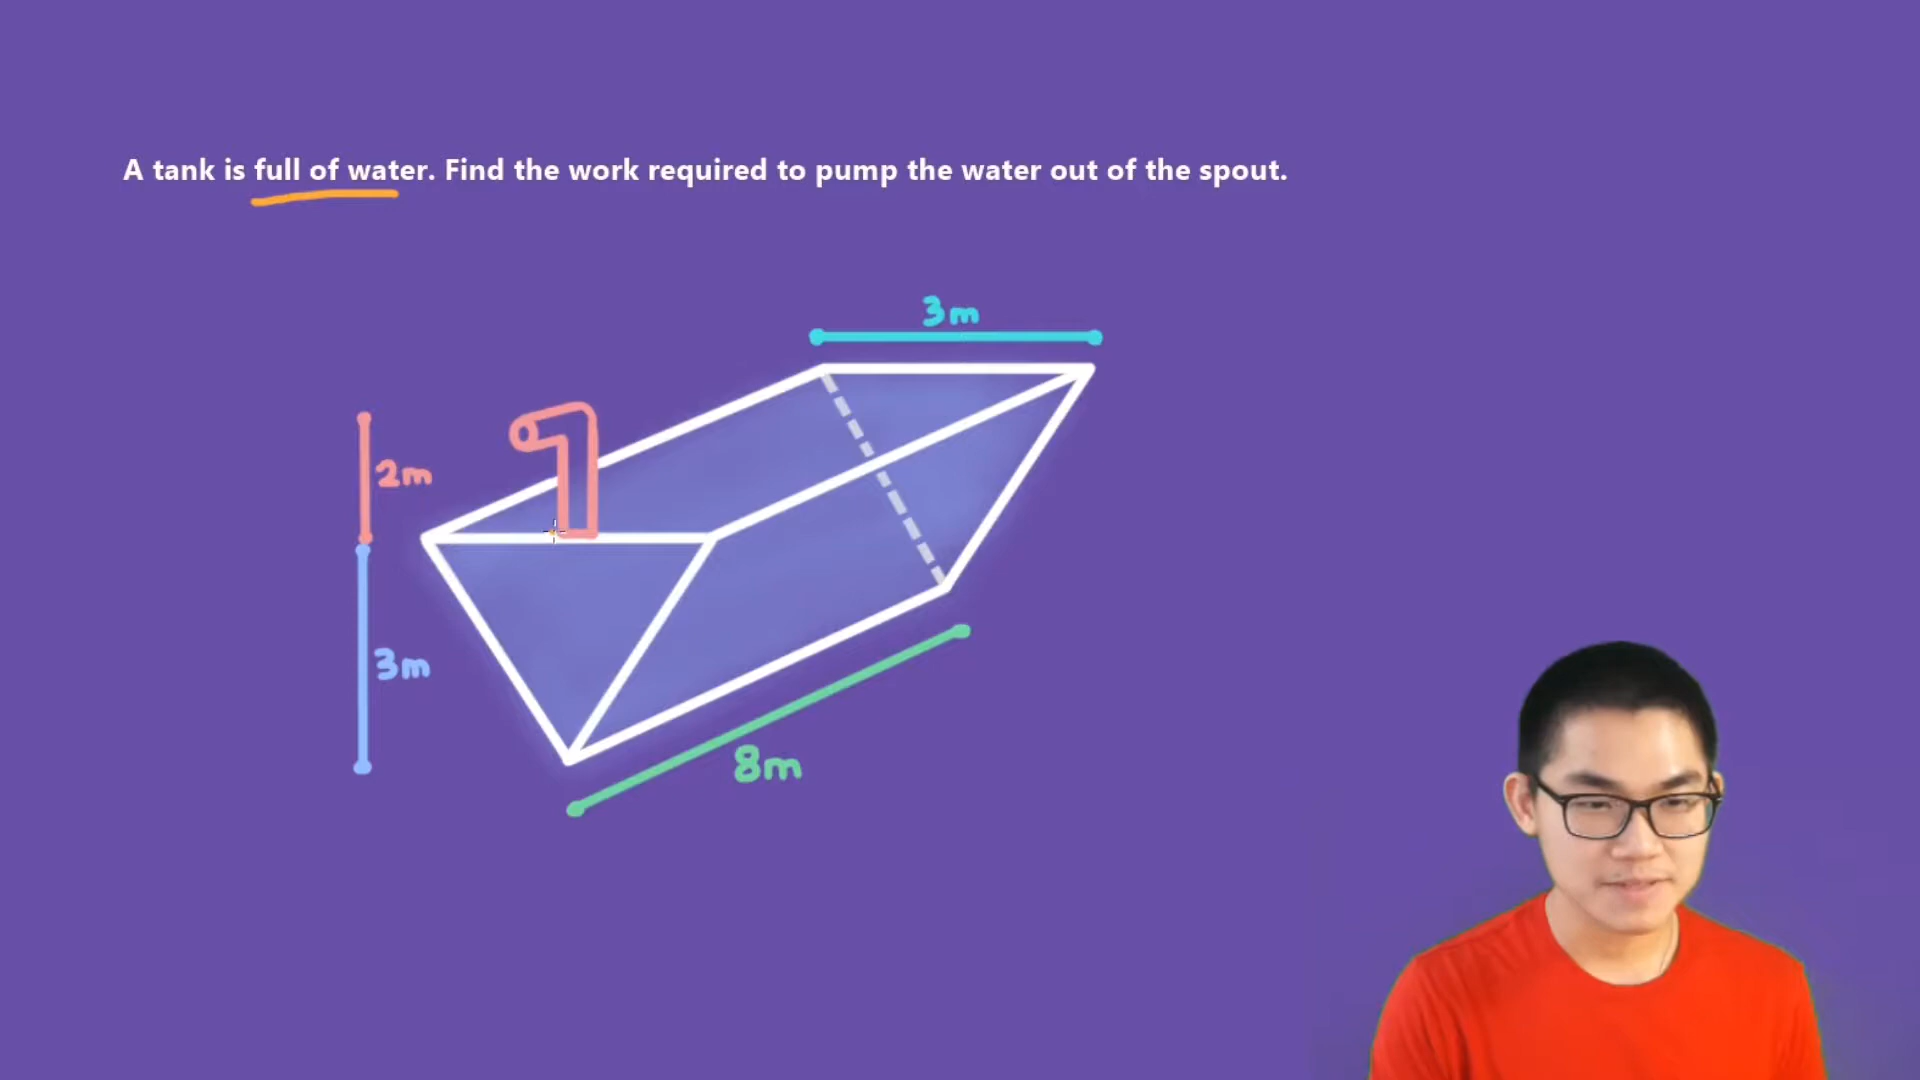 A tank is full of water. Find the work required to pump the water out of the spout.
3m
2m
3m
8m